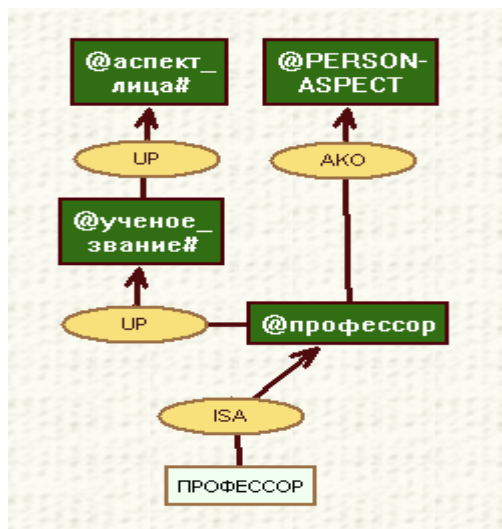 @аспект_
лица#
@PERSON-
ASPECT
UP
AKO
@ученое_
звание#
UP
@профессор
ISA
ПРОФЕССОР